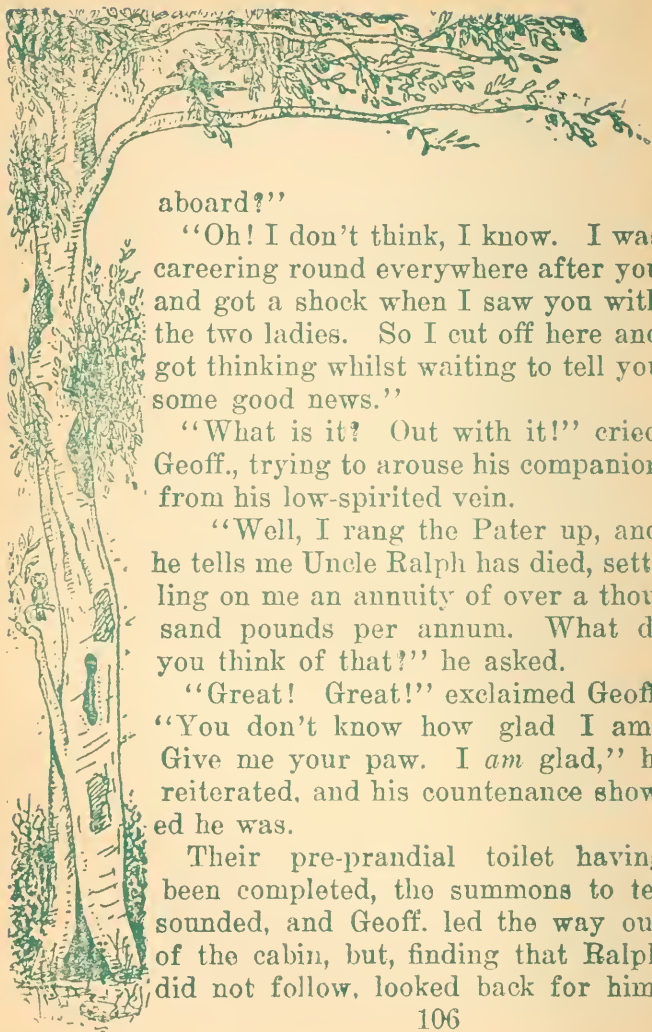 aboard?"
"Oh! I don't think, I know. I was
careering round everywhere after you
and got a shock when I saw you with
the two ladies. So I cut off here and
got thinking whilst waiting to tell you
some good news."
"What is it? Out with it!" cried
Geoff., trying to arouse his companion
from his low-spirited vein.
"Well, I rang the Pater up, and
he tells me Uncle Ralph has died, sett-
ling on me an annuity of over a thou
sand pounds per annum. What d
you think of that?" he asked.
"Great! Great!" exclaimed Geoff
"You don't know how glad I am
Give me your paw. I am glad," h
reiterated, and his countenance show
ed he was.
Their pre-prandial toilet having
been completed, the summons to te
sounded, and Geoff. led the way ou
of the cabin, but, finding that Ralph
did not follow, looked back for him
106